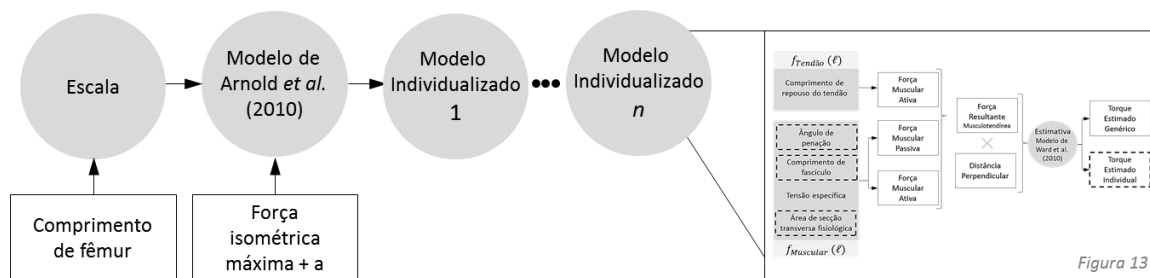 Escala
Modelo de
Arnold et al.
(2010)
Modelo
Individualizado
1
Modelo
Individualizado
n
Comprimento
de fêmur
Força
isométrica
máxima + a
f Tendão (ℓ)
Comprimento de
repouso do tendão
Ângulo de
penação
Comprimento de
fascículo
Tensão específica
Área de secção
transversa fisiológica
f Muscular (ℓ)
Força
Muscular
Ativa
Força
Muscular
Passiva
Força
Muscular
Ativa
Força
Resultante
Musculotendínea
×
Distância
Perpendicular
Estimativa
Modelo de
Ward et al.
(2010)
Torque
Estimado
Genérico
Torque
Estimado
Individual
Figura 13